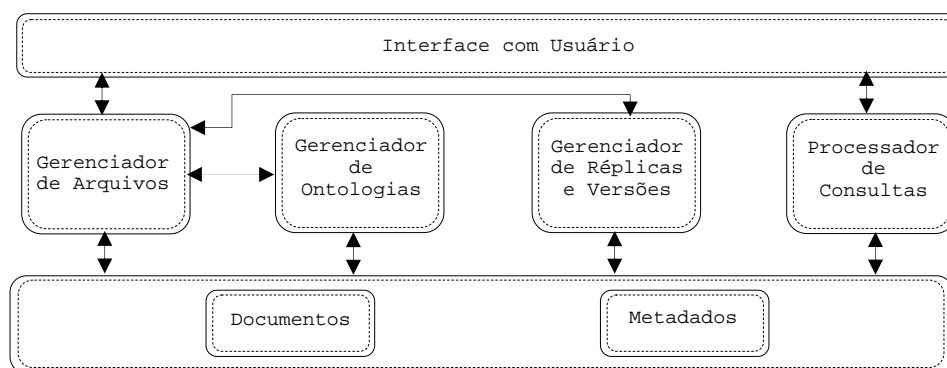 Interface com Usuário
Gerenciador
de Arquivos
Gerenciador
de
Ontologias
Gerenciador
de Réplicas
e Versões
Processador
de
Consultas
Documentos
Metadados